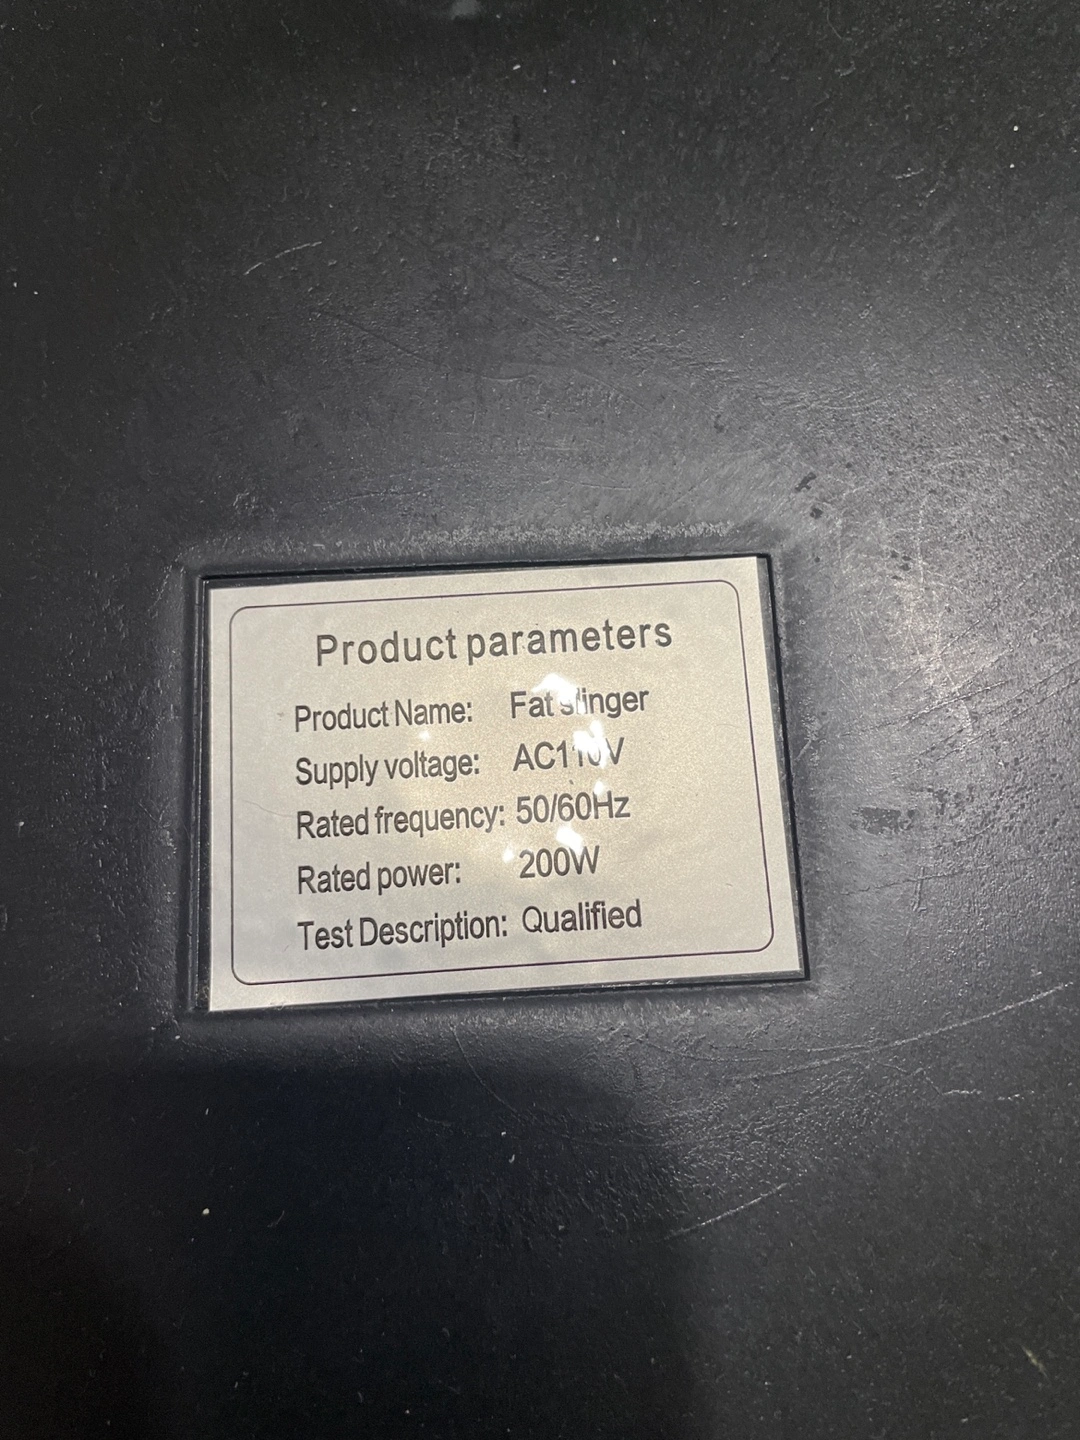 Product parameters
Product Name: Fat slinger
Supply voltage: AC110V
Rated frequency: 50/60Hz
Rated power: 200W
Test Description: Qualified